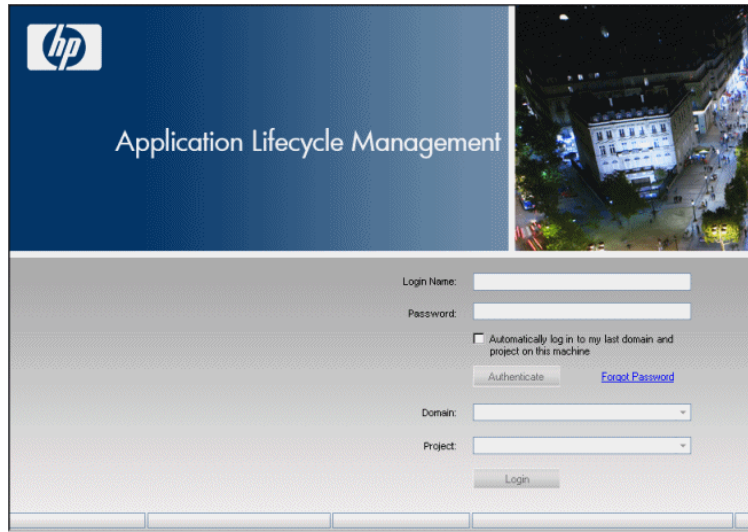 hp
Application Lifecycle Management
Login Name:
Password:
Automatically log in to my last domain and
project on this machine
Authenticate
Forgot Password
Domain:
Project:
Login